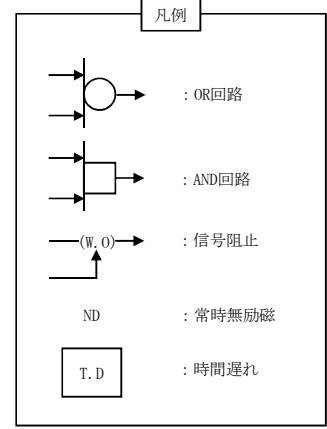 凡例
：OR回路
：AND回路
(W.O)
：信号阻止
ND
：常時無励磁
T.D
：時間遅れ